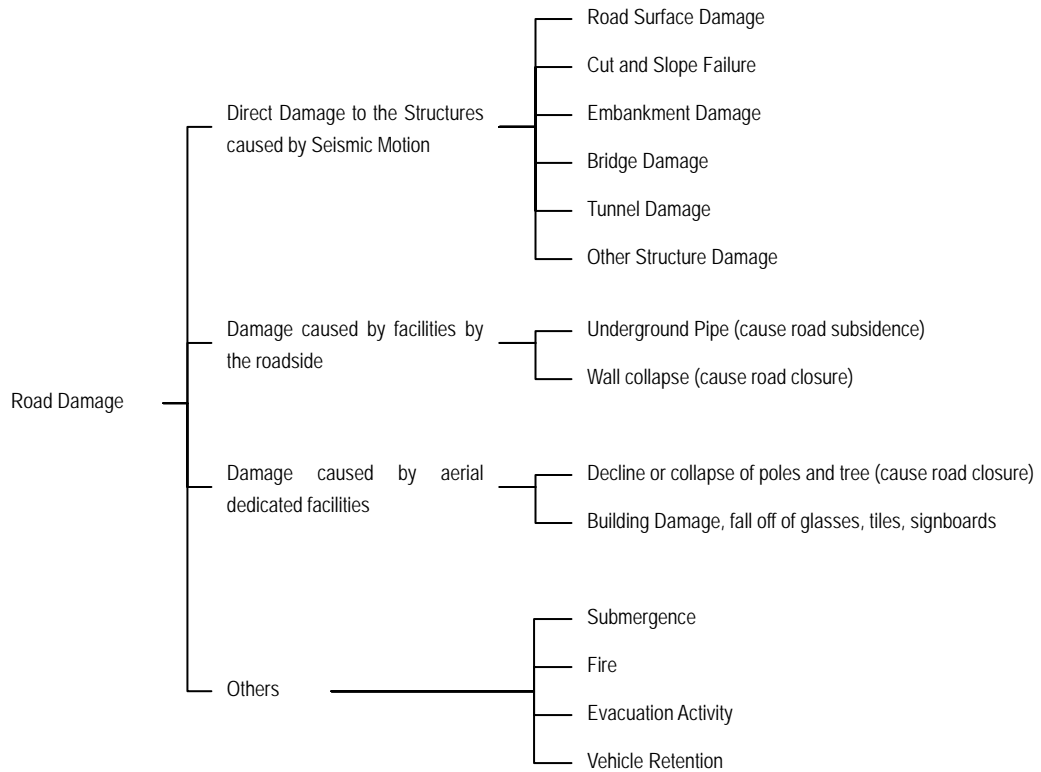 Road Damage
Direct Damage to the Structures
caused by Seismic Motion
Road Surface Damage
Cut and Slope Failure
Embankment Damage
Bridge Damage
Tunnel Damage
Other Structure Damage
Damage caused by facilities by
the roadside
Underground Pipe (cause road subsidence)
Wall collapse (cause road closure)
Damage caused by aerial
dedicated facilities
Decline or collapse of poles and tree (cause road closure)
Building Damage, fall off of glasses, tiles, signboards
Others
Submergence
Fire
Evacuation Activity
Vehicle Retention